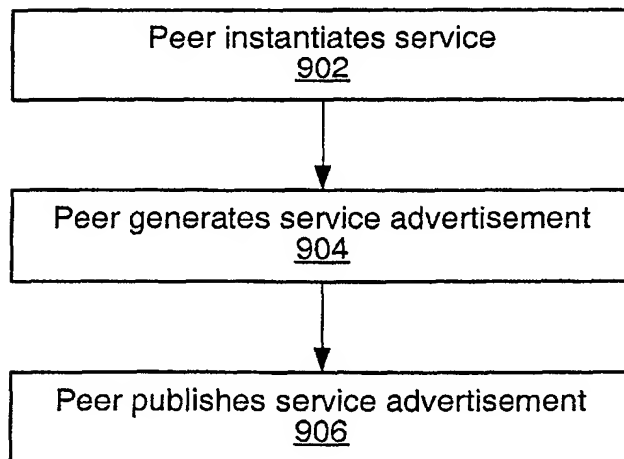 Peer instantiates service
902
Peer generates service advertisement
904
Peer publishes service advertisement
906